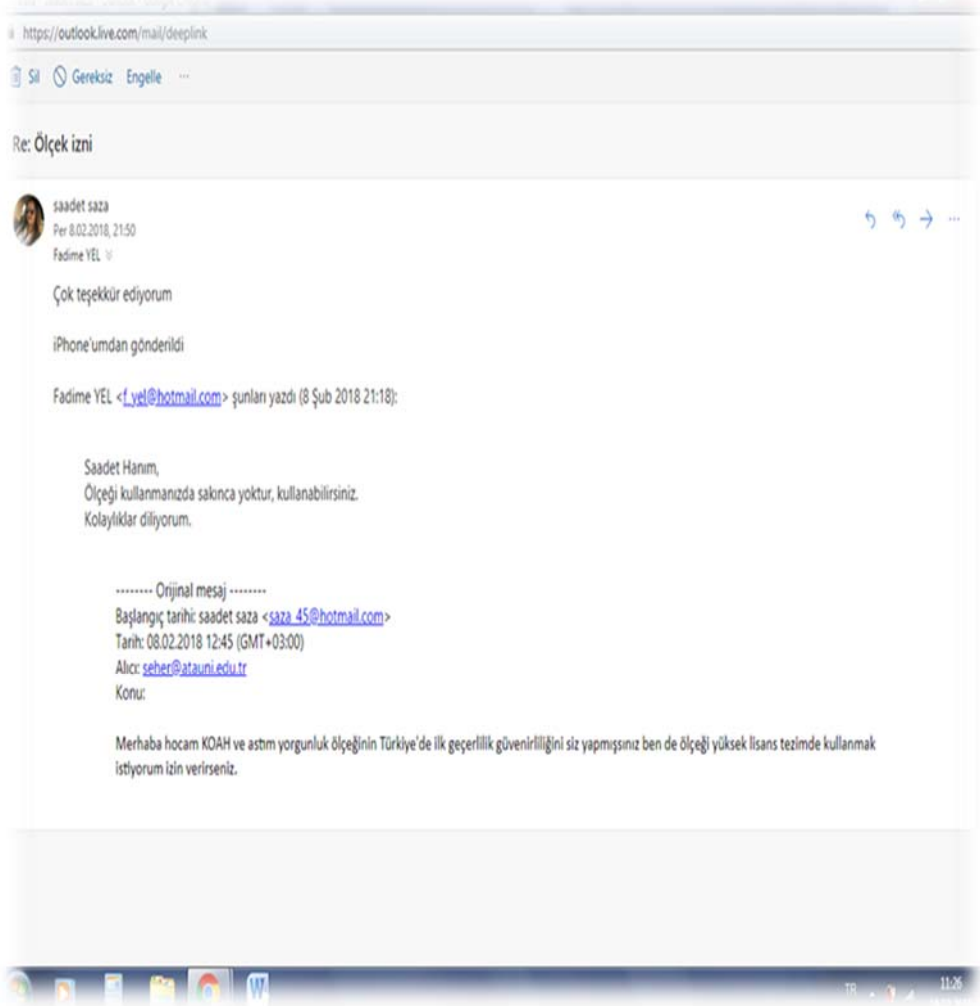 https://outlook.live.com/mail/deeplink
Sil Gereksiz Engelle ...
Re: Ölçek izni
saadet saza
Per 8.02.2018, 21:50
Fadime YEL
Çok teşekkür ediyorum
iPhone'umdan gönderildi
Fadime YEL <f_yel@hotmail.com> şunları yazdı (8 Şub 2018 21:18):
Saadet Hanım,
Ölçeği kullanmanızda sakınca yoktur, kullanabilirsiniz.
Kolaylıklar diliyorum.
-------- Orijinal mesaj --------
Başlangıç tarihi: saadet saza <saza_45@hotmail.com>
Tarih: 08.02.2018 12:45 (GMT+03:00)
Alıcı: seher@atauni.edu.tr
Konu:
Merhaba hocam KOAH ve astım yorgunluk ölçeğinin Türkiye'de ilk geçerlilik güvenirliliğini siz yapmışsınız ben de ölçeği yüksek lisans tezimde kullanmak
istiyorum izin verirseniz.
TR 11:26